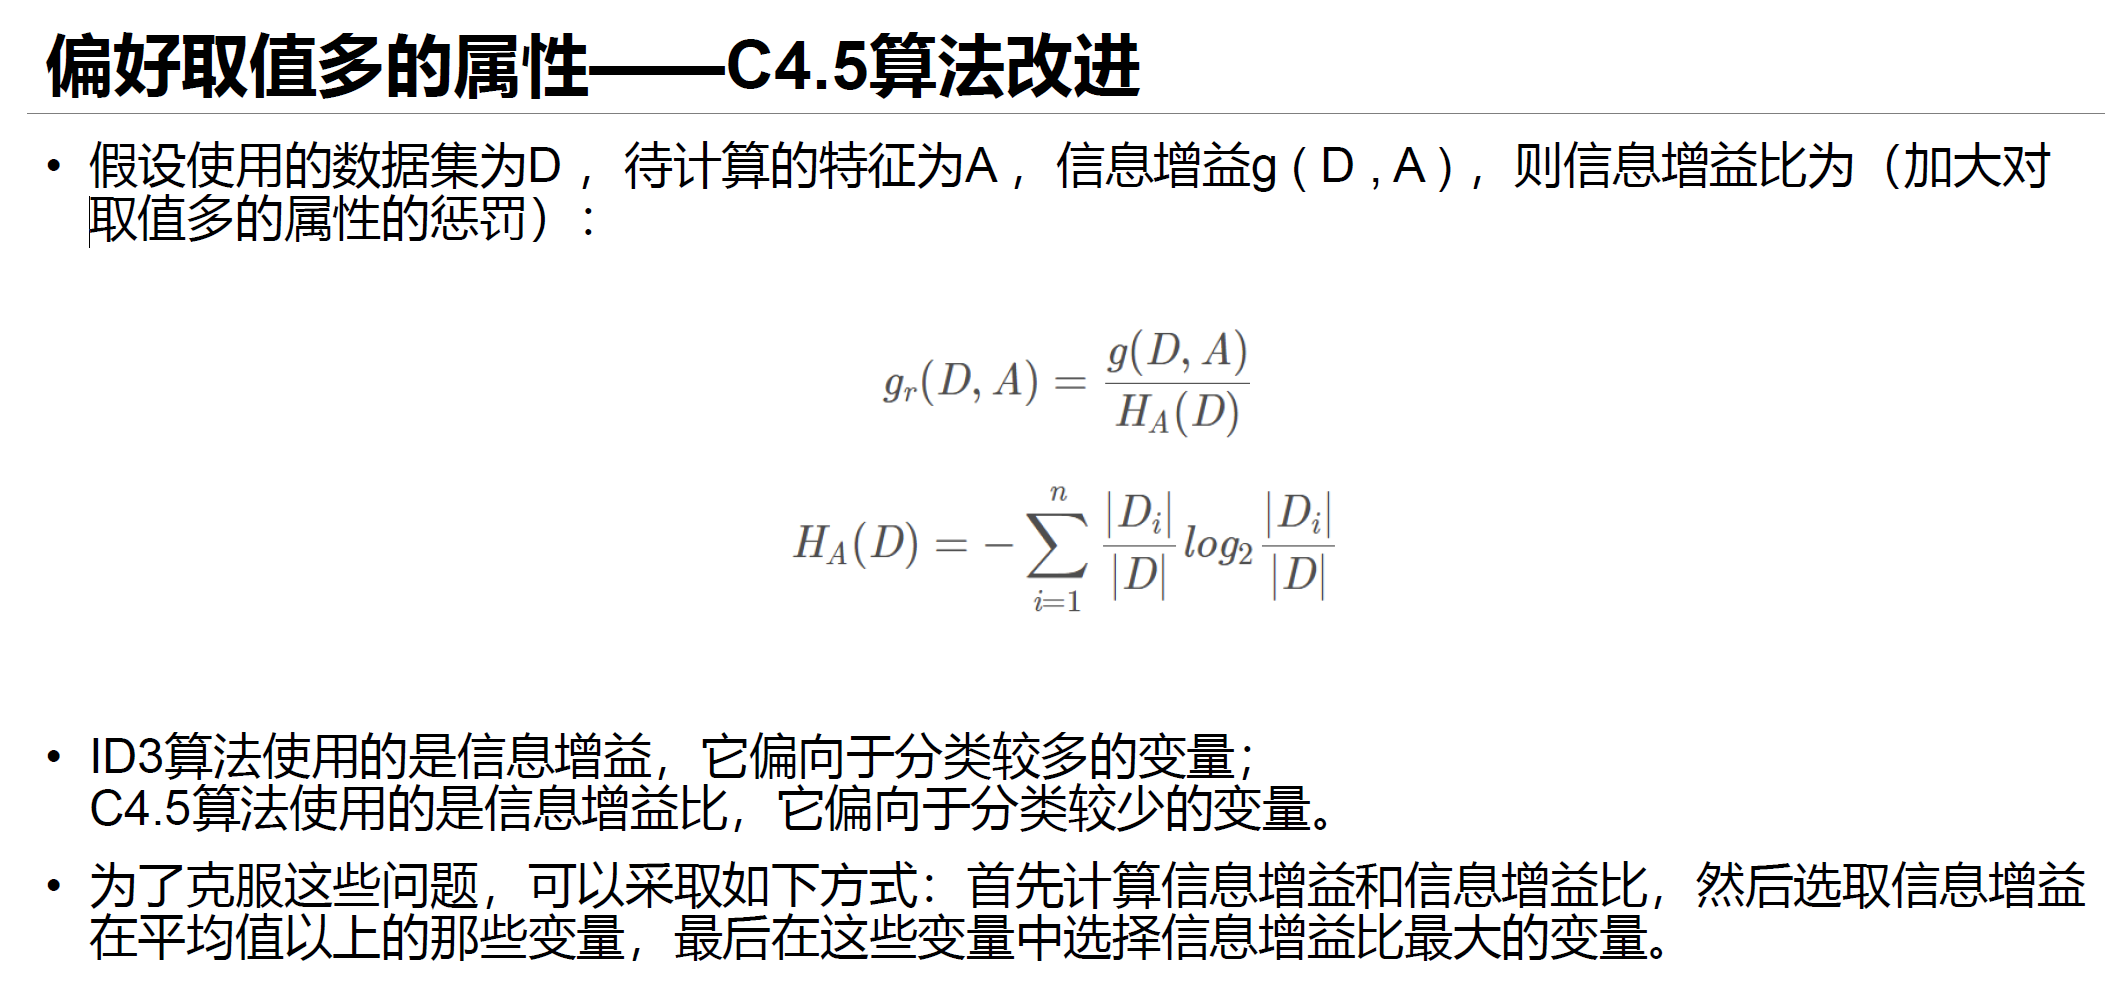 偏好取值多的属性——C4.5算法改进
• 假设使用的数据集为D，待计算的特征为A，信息增益g ( D , A )，则信息增益比为（加大对
取值多的属性的惩罚）:
g_r(D, A) = \frac{g(D, A)}{H_A(D)}
H_A(D) = -\sum_{i=1}^{n} \frac{|D_i|}{|D|} log_2 \frac{|D_i|}{|D|}
• ID3算法使用的是信息增益，它偏向于分类较多的变量；
C4.5算法使用的是信息增益比，它偏向于分类较少的变量。
• 为了克服这些问题，可以采取如下方式：首先计算信息增益和信息增益比，然后选取信息增益
在平均值以上的那些变量，最后在这些变量中选择信息增益比最大的变量。